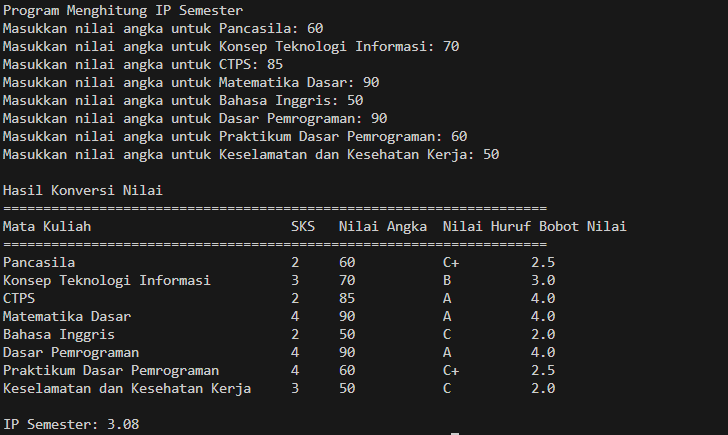 Program Menghitung IP Semester
Masukkan nilai angka untuk Pancasila: 60
Masukkan nilai angka untuk Konsep Teknologi Informasi: 70
Masukkan nilai angka untuk CTPS: 85
Masukkan nilai angka untuk Matematika Dasar: 90
Masukkan nilai angka untuk Bahasa Inggris: 50
Masukkan nilai angka untuk Dasar Pemrograman: 90
Masukkan nilai angka untuk Praktikum Dasar Pemrograman: 60
Masukkan nilai angka untuk Keselamatan dan Kesehatan Kerja: 50
Hasil Konversi Nilai
====================================================================
Mata Kuliah SKS Nilai Angka Nilai Huruf Bobot Nilai
====================================================================
Pancasila 2 60 C+ 2.5
Konsep Teknologi Informasi 3 70 B 3.0
CTPS 2 85 A 4.0
Matematika Dasar 4 90 A 4.0
Bahasa Inggris 2 50 C 2.0
Dasar Pemrograman 4 90 A 4.0
Praktikum Dasar Pemrograman 4 60 C+ 2.5
Keselamatan dan Kesehatan Kerja 3 50 C 2.0
IP Semester: 3.08